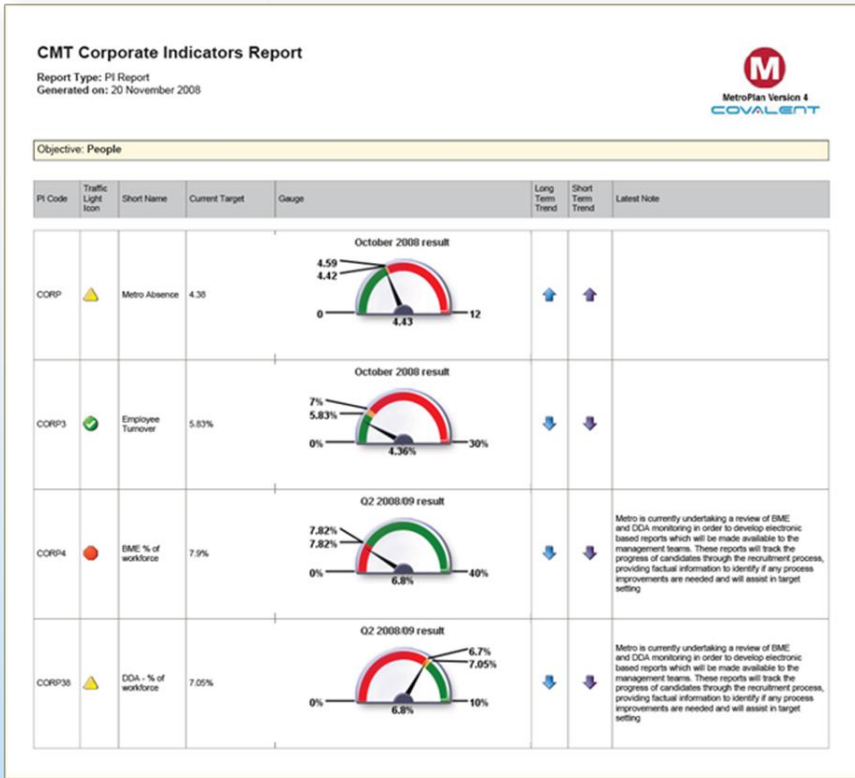 CMT Corporate Indicators Report
Report Type: PI Report
Generated on: 20 November 2008
M
MetroPlan Version 4
COVALENT
Objective: People
PI Code
Traffic
Light
Icon
Short Name
Current Target
Gauge
Long
Term
Trend
Short
Term
Trend
Latest Note
CORP
Metro Absence
4.38
October 2008 result
4.59
4.42
0
4.43
12
CORP3
Employee
Turnover
5.83%
October 2008 result
7%
5.83%
0%
4.36%
30%
CORP4
BME % of
workforce
7.9%
Q2 2008/09 result
7.82%
7.82%
0%
6.8%
40%
Metro is currently undertaking a review of BME
and DDA monitoring in order to develop electronic
based reports which will be made available to the
management teams. These reports will track the
progress of candidates through the recruitment process,
providing factual information to identify if any process
improvements are needed and will assist in target
setting
CORP38
DDA - % of
workforce
7.05%
Q2 2008/09 result
6.7%
7.05%
0%
6.8%
10%
Metro is currently undertaking a review of BME
and DDA monitoring in order to develop electronic
based reports which will be made available to the
management teams. These reports will track the
progress of candidates through the recruitment process,
providing factual information to identify if any process
improvements are needed and will assist in target
setting